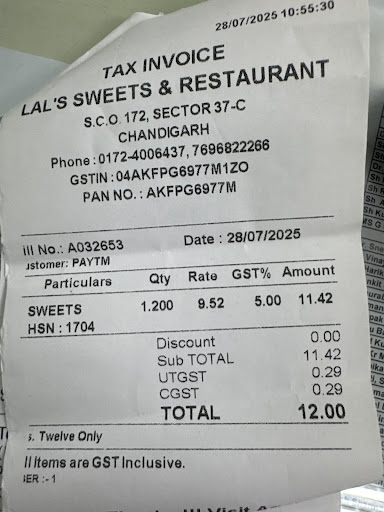 28/07/2025 10:55:30
TAX INVOICE
LAL'S SWEETS & RESTAURANT
S.C.O. 172, SECTOR 37-C
CHANDIGARH
Phone : 0172-4006437, 7696822266
GSTIN : 04AKFPG6977M1ZO
PAN NO. : AKFPG6977M
ill No.: A032653 Date : 28/07/2025
ustomer: PAYTM
Particulars Qty Rate GST% Amount
SWEETS 1.200 9.52 5.00 11.42
HSN : 1704
Discount 0.00
Sub TOTAL 11.42
UTGST 0.29
CGST 0.29
TOTAL 12.00
s. Twelve Only
ll Items are GST Inclusive.
ER :- 1